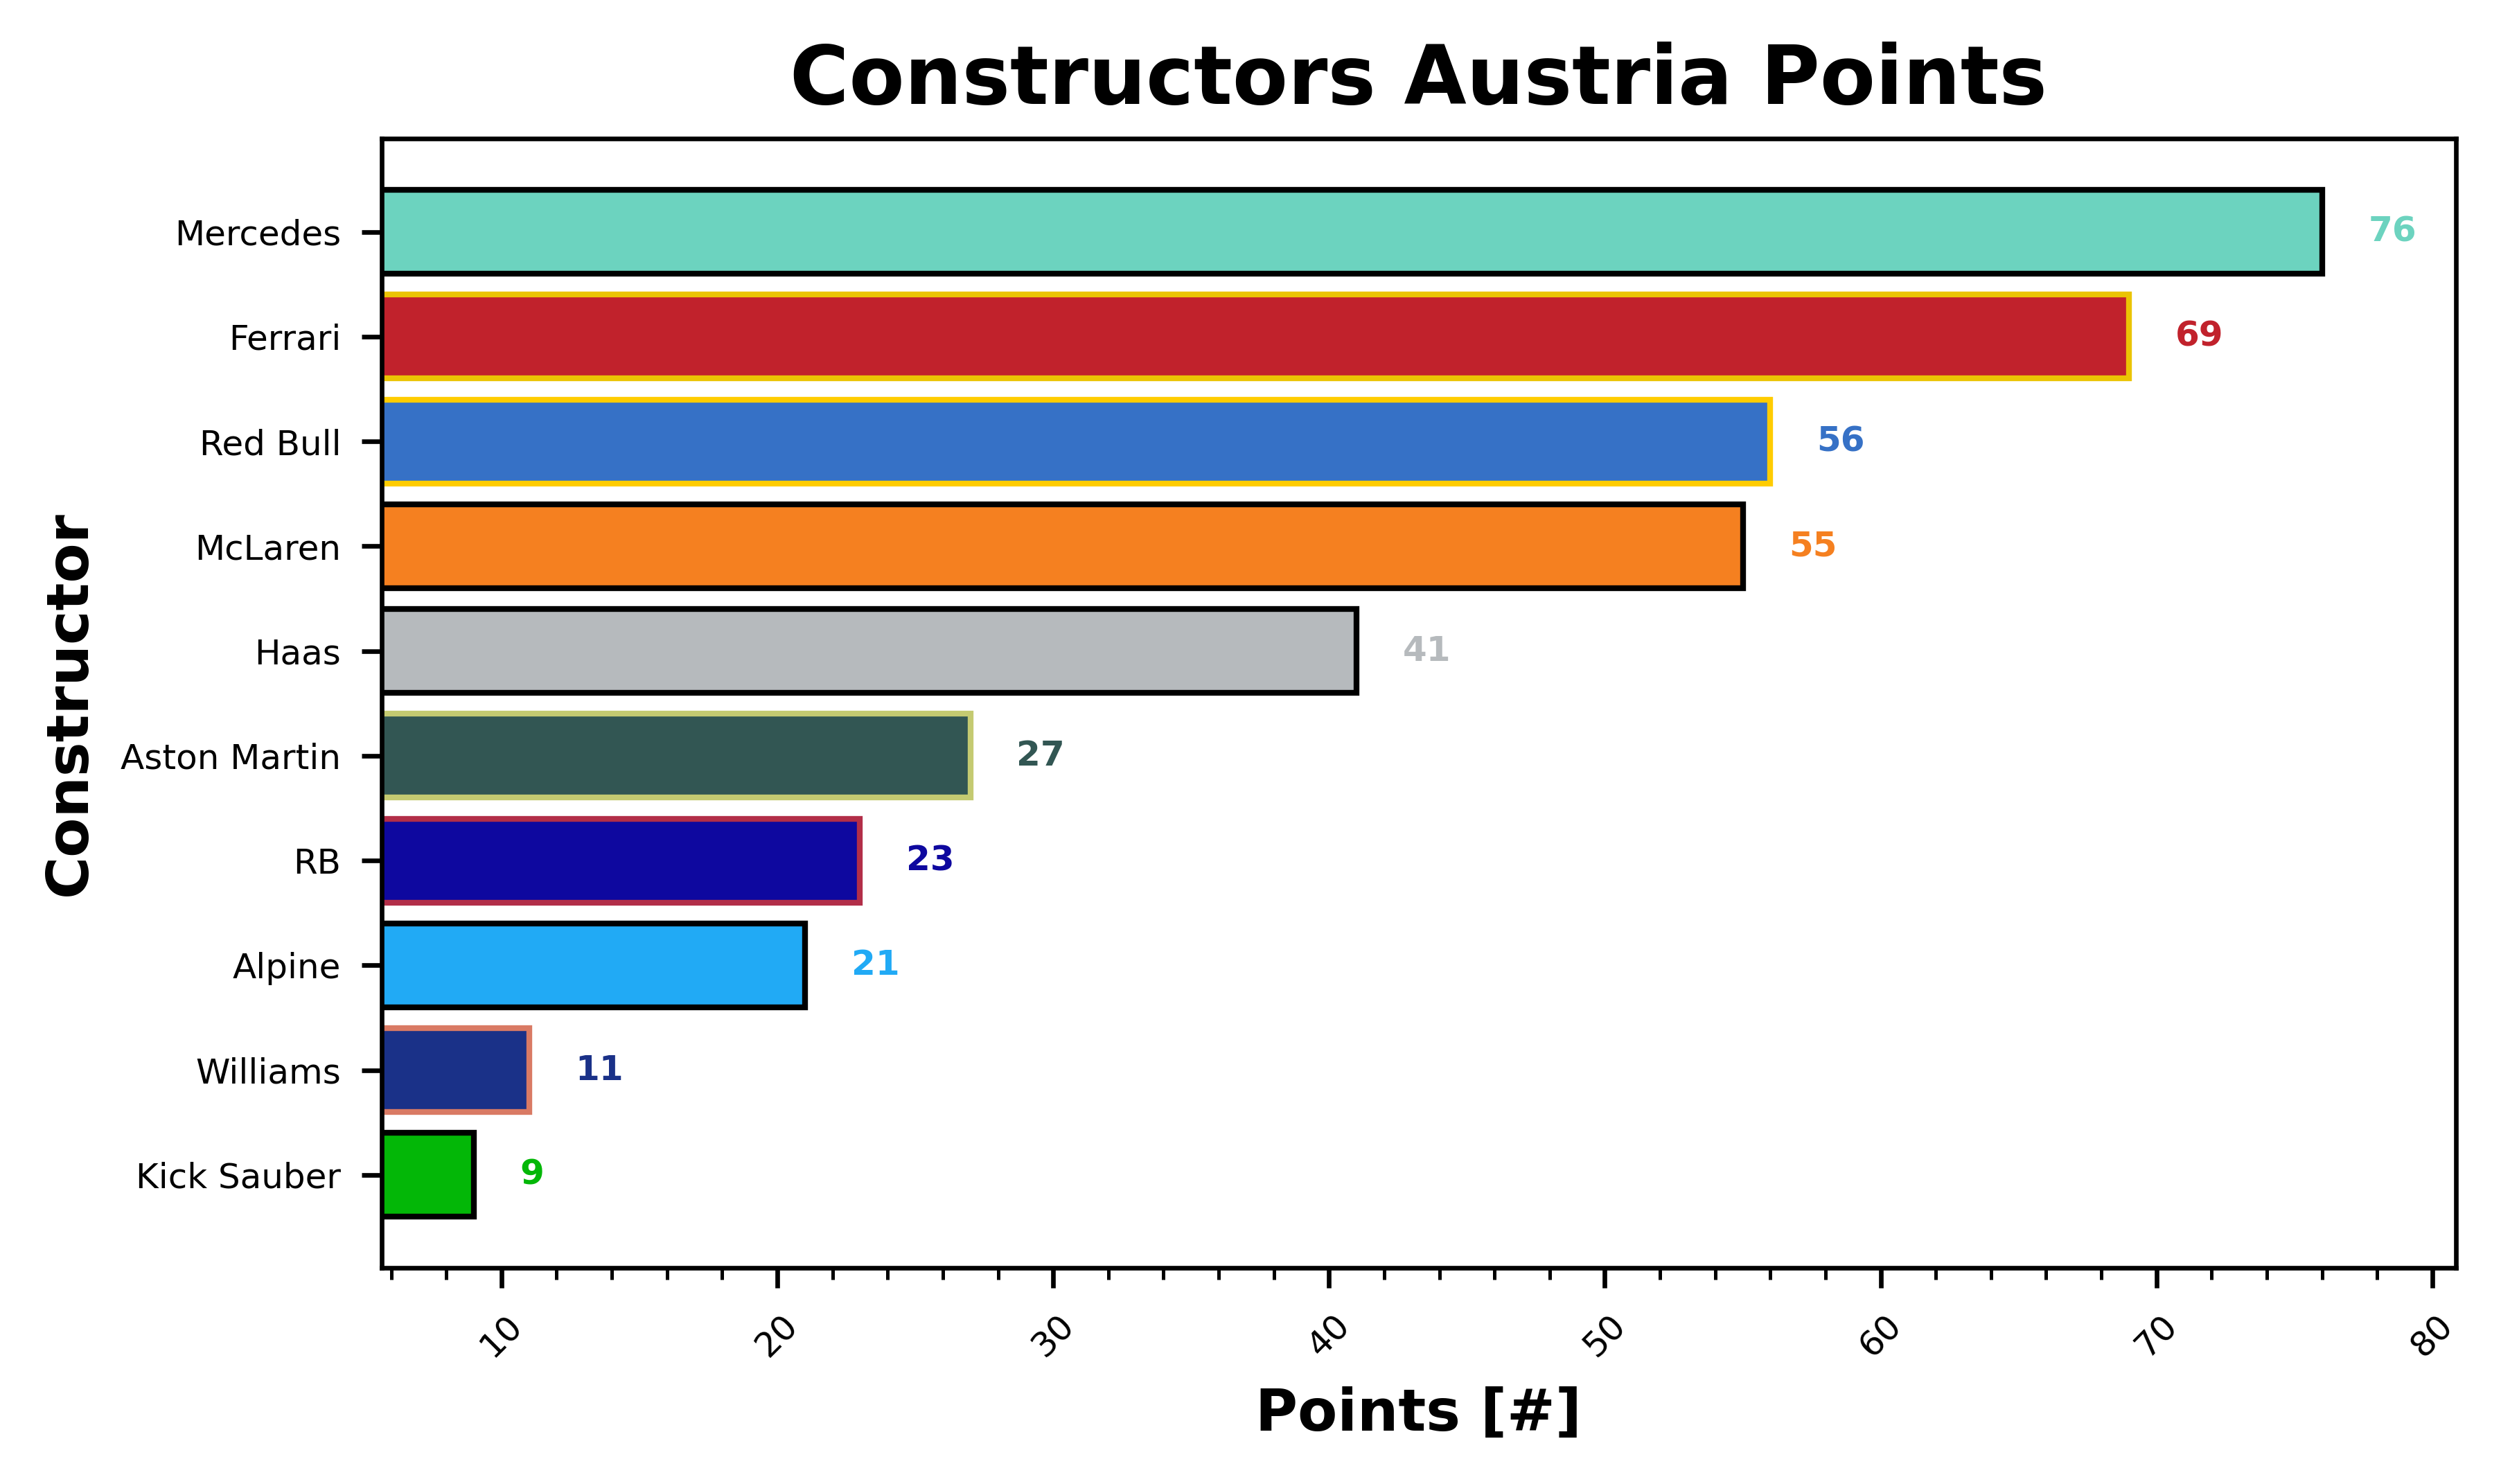 Constructors Austria Points
Constructor
Mercedes
76
Ferrari
69
Red Bull
56
McLaren
55
Haas
41
Aston Martin
27
RB
23
Alpine
21
Williams
11
Kick Sauber
9
10 20 30 40 50 60 70 80
Points [#]